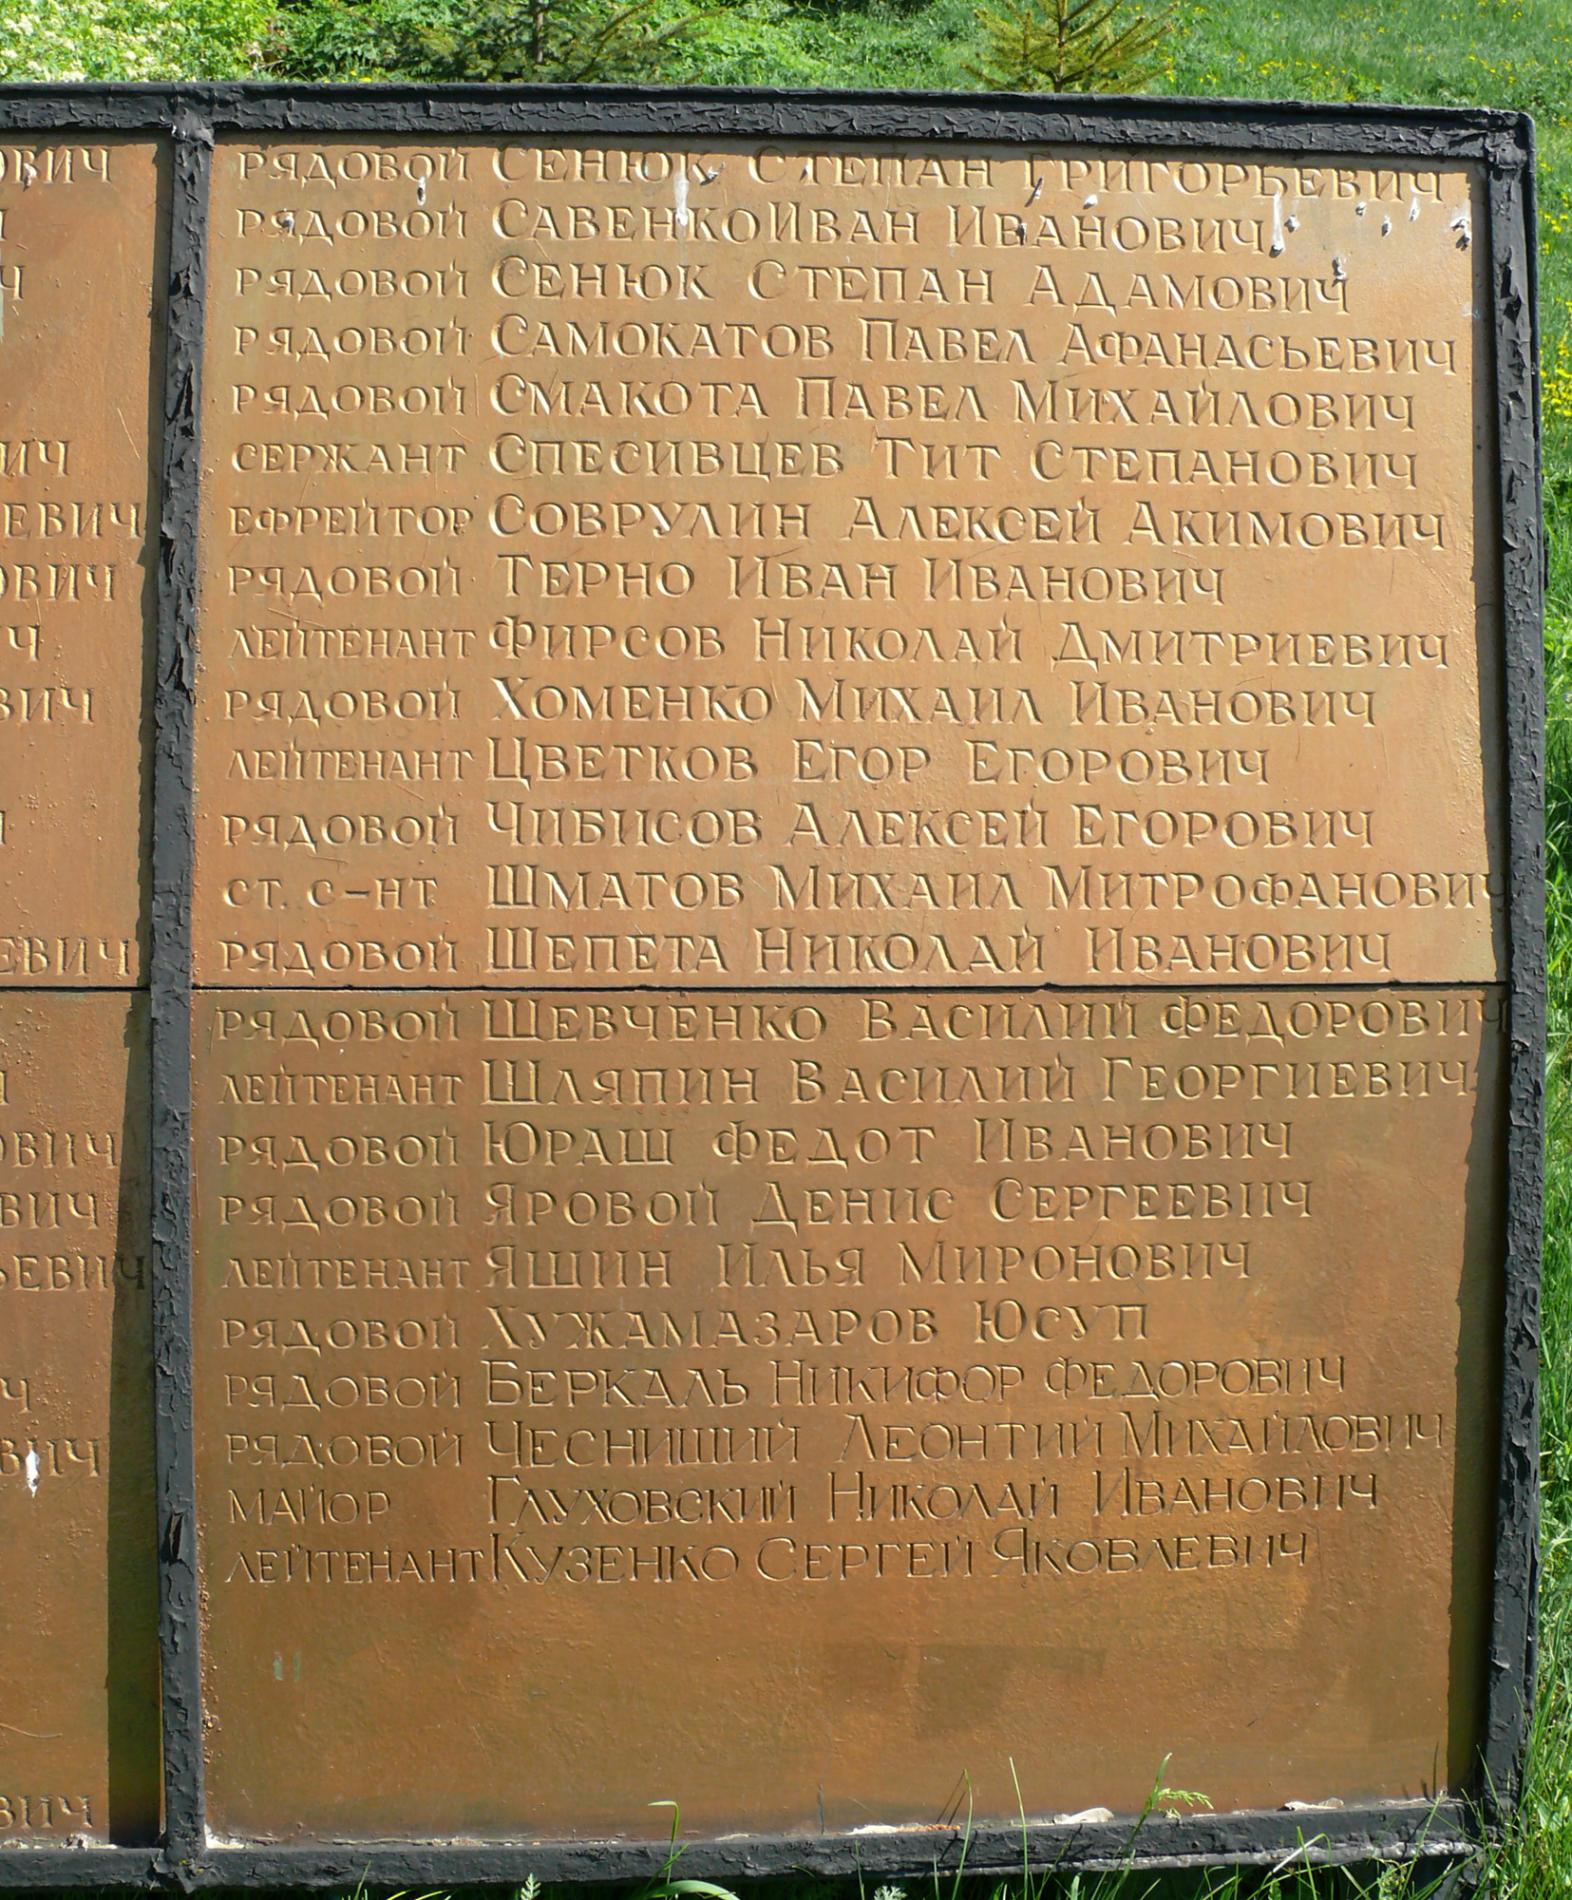 РЯДОВОЙ СЕНЮК СТЕПАН ГРИГОРЬЕВИЧ
РЯДОВОЙ САВЕНКО ИВАН ИВАНОВИЧ
РЯДОВОЙ СЕНЮК СТЕПАН АДАМОВИЧ
РЯДОВОЙ САМОКАТОВ ПАВЕЛ АФАНАСЬЕВИЧ
РЯДОВОЙ СМАКОТА ПАВЕЛ МИХАЙЛОВИЧ
СЕРЖАНТ СПЕСИВЦЕВ ТИТ СТЕПАНОВИЧ
ЕФРЕЙТОР СОВРУЛИН АЛЕКСЕЙ АКИМОВИЧ
РЯДОВОЙ ТЕРНО ИВАН ИВАНОВИЧ
ЛЕЙТЕНАНТ ФИРСОВ НИКОЛАЙ ДМИТРИЕВИЧ
РЯДОВОЙ ХОМЕНКО МИХАИЛ ИВАНОВИЧ
ЛЕЙТЕНАНТ ЦВЕТКОВ ЕГОР ЕГОРОВИЧ
РЯДОВОЙ ЧИБИСОВ АЛЕКСЕЙ ЕГОРОВИЧ
СТ. С-НТ ШМАТОВ МИХАИЛ МИТРОФАНОВИЧ
РЯДОВОЙ ШЕПЕТА НИКОЛАЙ ИВАНОВИЧ
РЯДОВОЙ ШЕВЧЕНКО ВАСИЛИЙ ФЕДОРОВИЧ
ЛЕЙТЕНАНТ ШЛЯПИН ВАСИЛИЙ ГЕОРГИЕВИЧ
РЯДОВОЙ ЮРАШ ФЕДОТ ИВАНОВИЧ
РЯДОВОЙ ЯРОВОЙ ДЕНИС СЕРГЕЕВИЧ
ЛЕЙТЕНАНТ ЯШИН ИЛЬЯ МИРОНОВИЧ
РЯДОВОЙ ХУЖАМАЗАРОВ ЮСУП
РЯДОВОЙ БЕРКАЛЬ НИКИФОР ФЕДОРОВИЧ
РЯДОВОЙ ЧЕСНИШИЙ ЛЕОНТИЙ МИХАЙЛОВИЧ
МАЙОР ГЛУХОВСКИЙ НИКОЛАЙ ИВАНОВИЧ
ЛЕЙТЕНАНТ КУЗЕНКО СЕРГЕЙ ЯКОВЛЕВИЧ